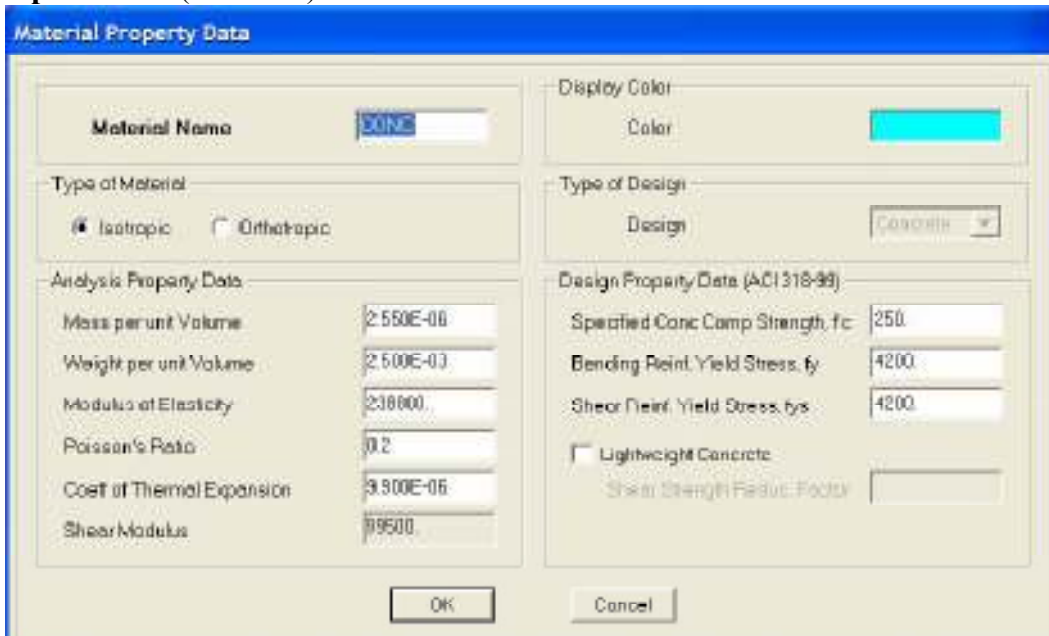 Material Property Data
Display Color
Material Name CONC
Color
Type of Material
Type of Design
Isotropic Orthotropic
Design Concrete
Analysis Property Data
Design Property Data (ACI 318-99)
Mass per unit Volume 2.550E-06
Specified Conc Comp Strength, f'c 250.
Weight per unit Volume 2.500E-03
Bending Reinf. Yield Stress, fy 4200.
Modulus of Elasticity 238800.
Shear Reinf. Yield Stress, fys 4200.
Poisson's Ratio 0.2
Lightweight Concrete
Coeff of Thermal Expansion 9.900E-06
Shear Strength Reduc. Factor
Shear Modulus 99500.
OK Cancel